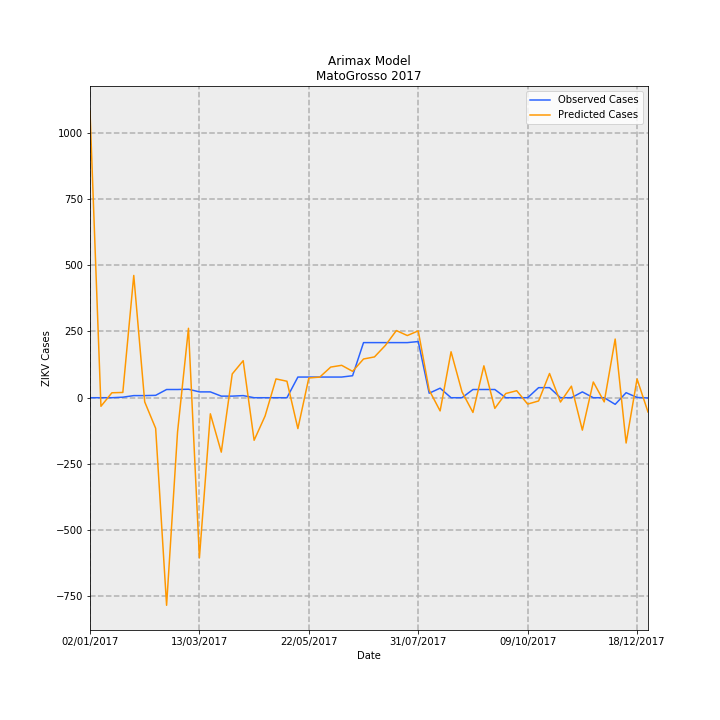 Arimax Model
MatoGrosso 2017
Observed Cases
Predicted Cases
1000
750
500
250
0
−250
−500
−750
ZIKV Cases
02/01/2017
13/03/2017
22/05/2017
31/07/2017
09/10/2017
18/12/2017
Date